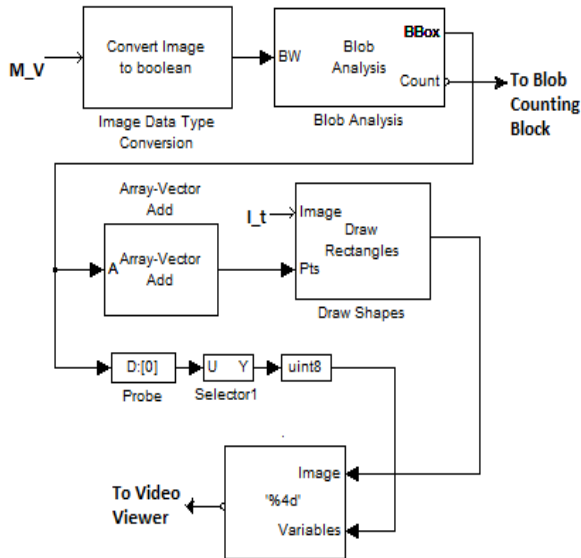 M_V
Convert Image
to boolean
Image Data Type
Conversion
BW
Blob
Analysis
BBox
Count
Blob Analysis
To Blob
Counting
Block
Array-Vector
Add
A
Array-Vector
Add
I_t
Image
Draw
Rectangles
Pts
Draw Shapes
D:[0]
Probe
U Y
Selector1
uint8
Image
'%4d'
Variables
To Video
Viewer